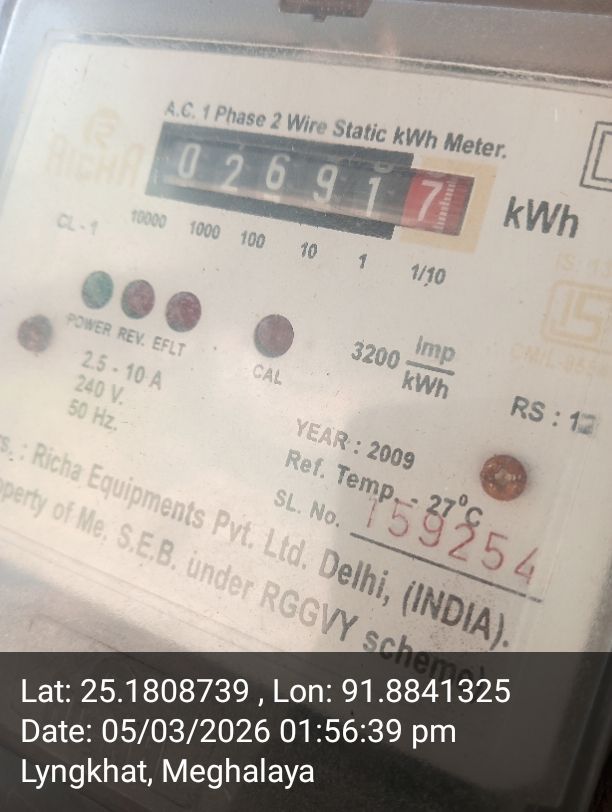 A.C. 1 Phase 2 Wire Static kWh Meter.
RICHA
0 2 6 9 1 7 kWh
CL - 1 10000 1000 100 10 1 1/10
POWER REV. EFLT
CAL
3200 Imp/kWh
2.5 - 10 A
240 V.
50 Hz.
RS : 1
YEAR : 2009
Ref. Temp. - 27°C
SL. No. 159254
Richa Equipments Pvt. Ltd. Delhi, (INDIA).
Property of Me. S.E.B. under RGGVY scheme
Lat: 25.1808739 , Lon: 91.8841325
Date: 05/03/2026 01:56:39 pm
Lyngkhat, Meghalaya